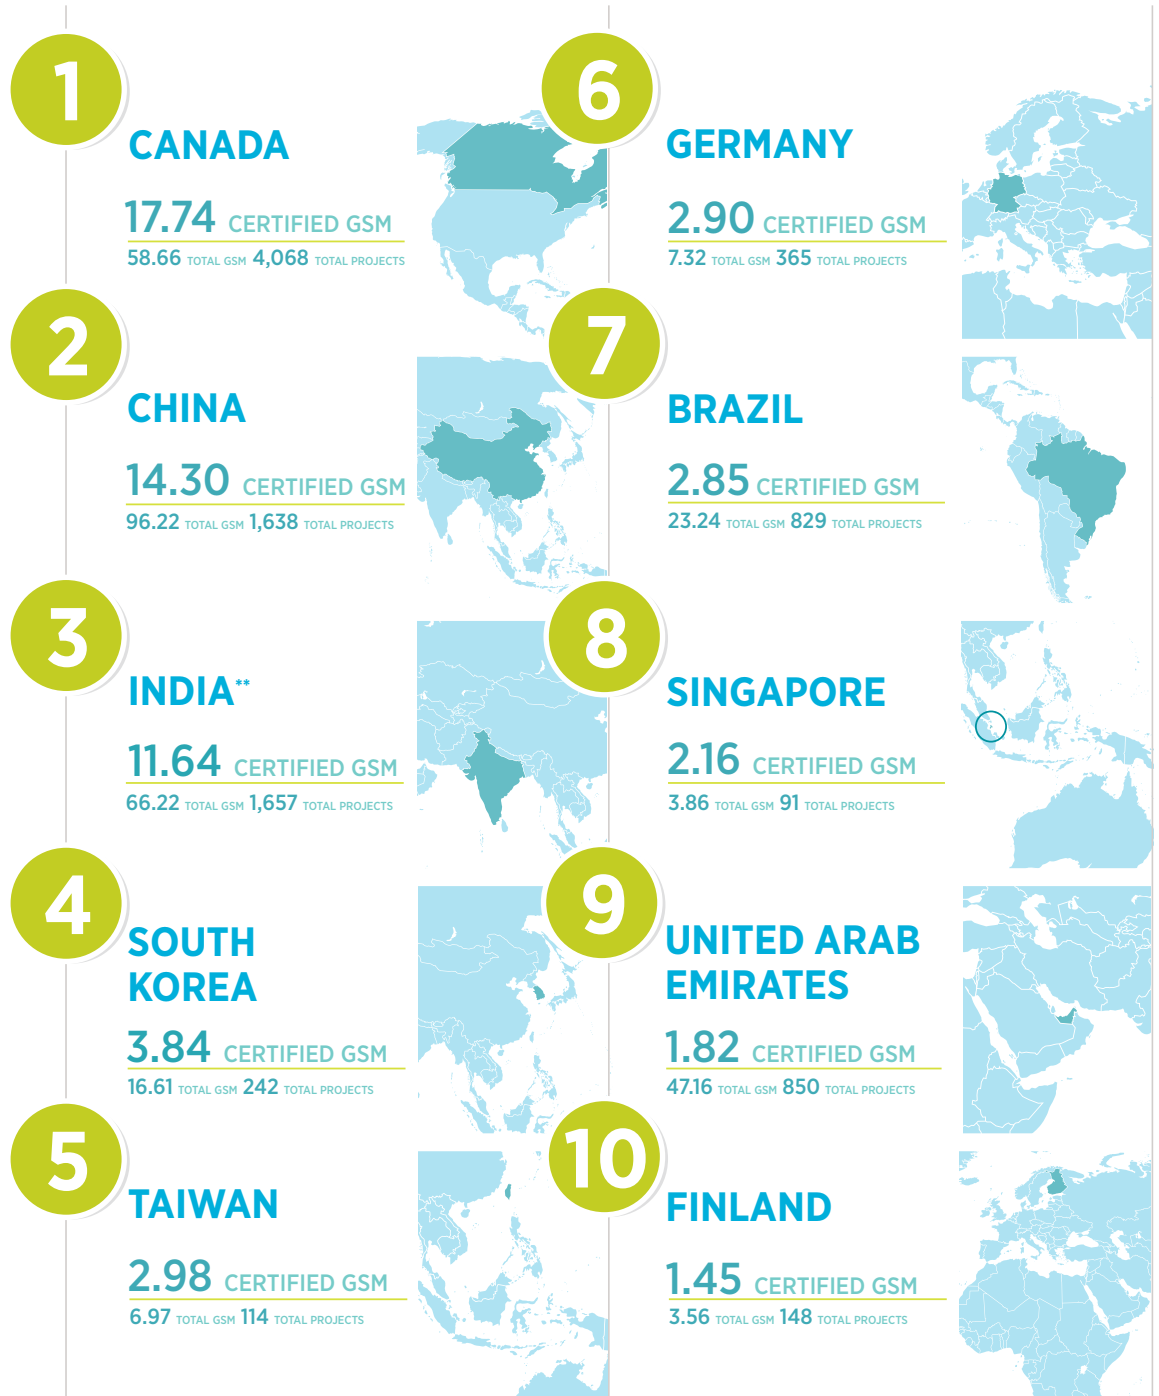 1
CANADA
17.74 CERTIFIED GSM
58.66 TOTAL GSM 4,068 TOTAL PROJECTS
2
CHINA
14.30 CERTIFIED GSM
96.22 TOTAL GSM 1,638 TOTAL PROJECTS
3
INDIA**
11.64 CERTIFIED GSM
66.22 TOTAL GSM 1,657 TOTAL PROJECTS
4
SOUTH
KOREA
3.84 CERTIFIED GSM
16.61 TOTAL GSM 242 TOTAL PROJECTS
5
TAIWAN
2.98 CERTIFIED GSM
6.97 TOTAL GSM 114 TOTAL PROJECTS
6
GERMANY
2.90 CERTIFIED GSM
7.32 TOTAL GSM 365 TOTAL PROJECTS
7
BRAZIL
2.85 CERTIFIED GSM
23.24 TOTAL GSM 829 TOTAL PROJECTS
8
SINGAPORE
2.16 CERTIFIED GSM
3.86 TOTAL GSM 91 TOTAL PROJECTS
9
UNITED ARAB
EMIRATES
1.82 CERTIFIED GSM
47.16 TOTAL GSM 850 TOTAL PROJECTS
10
FINLAND
1.45 CERTIFIED GSM
3.56 TOTAL GSM 148 TOTAL PROJECTS